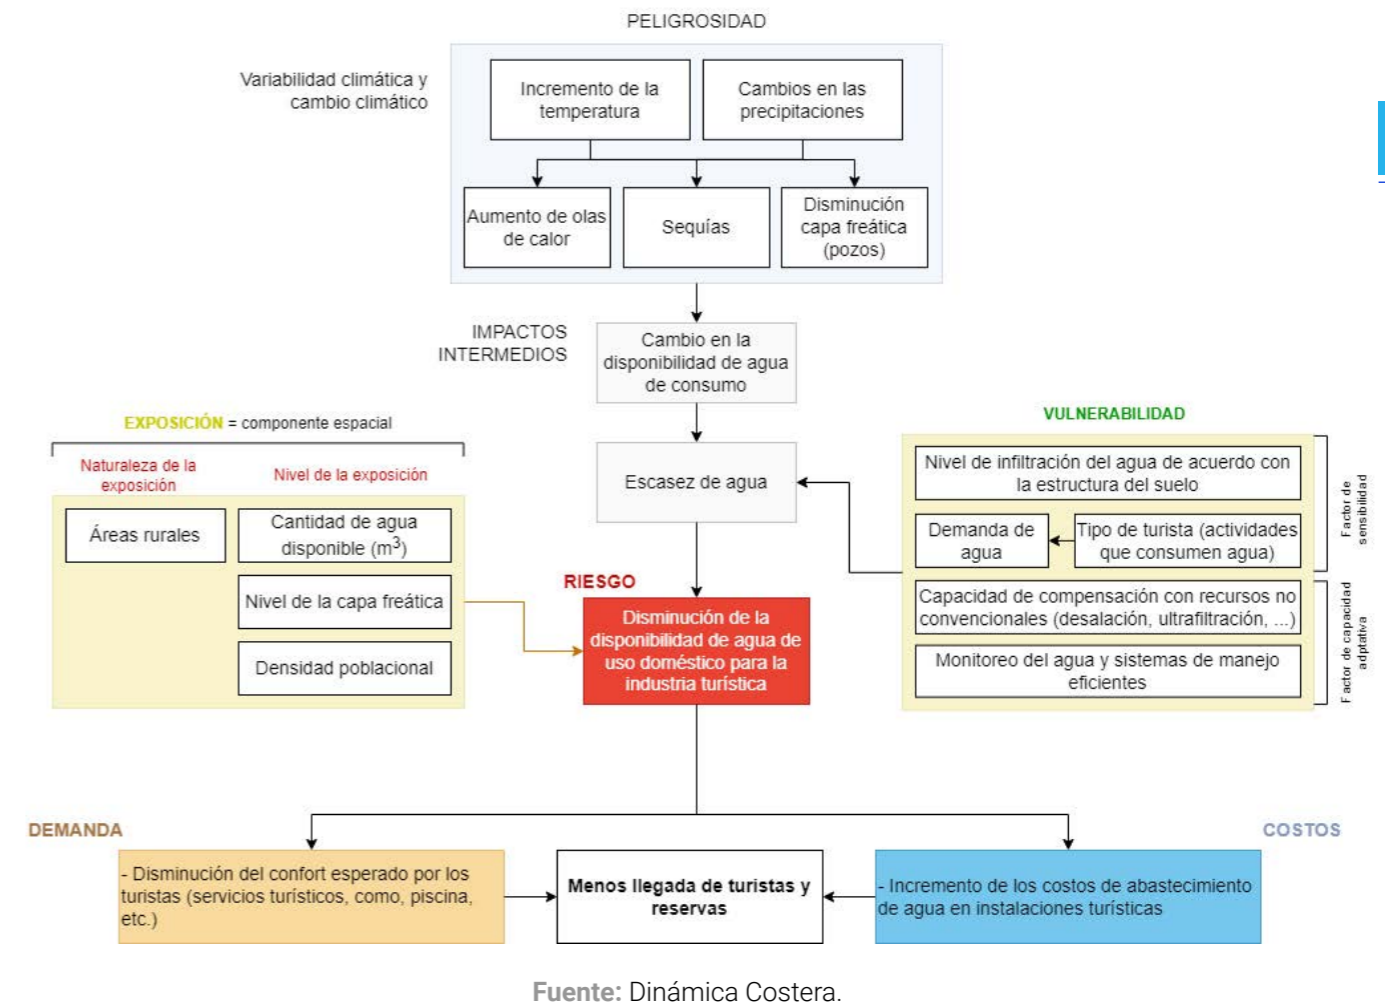 PELIGROSIDAD
Variabilidad climática y
cambio climático
Incremento de la
temperatura
Cambios en las
precipitaciones
Aumento de olas
de calor
Sequías
Disminución
capa freática
(pozos)
IMPACTOS
INTERMEDIOS
Cambio en la
disponibilidad de agua
de consumo
EXPOSICIÓN = componente espacial
Naturaleza de la
exposición
Nivel de la exposición
Áreas rurales
Cantidad de agua
disponible (m³)
Nivel de la capa freática
Densidad poblacional
Escasez de agua
VULNERABILIDAD
Nivel de infiltración del agua de acuerdo con
la estructura del suelo
Demanda de
agua
Tipo de turista (actividades
que consumen agua)
Factor de
sensibilidad
Capacidad de compensación con recursos no
convencionales (desalación, ultrafiltración, ...)
Monitoreo del agua y sistemas de manejo
eficientes
Factor de capacidad
adptativa
RIESGO
Disminución de la
disponibilidad de agua de
uso doméstico para la
industria turística
DEMANDA
- Disminución del confort esperado por los
turistas (servicios turísticos, como, piscina,
etc.)
Menos llegada de turistas y
reservas
COSTOS
- Incremento de los costos de abastecimiento
de agua en instalaciones turísticas
Fuente: Dinámica Costera.